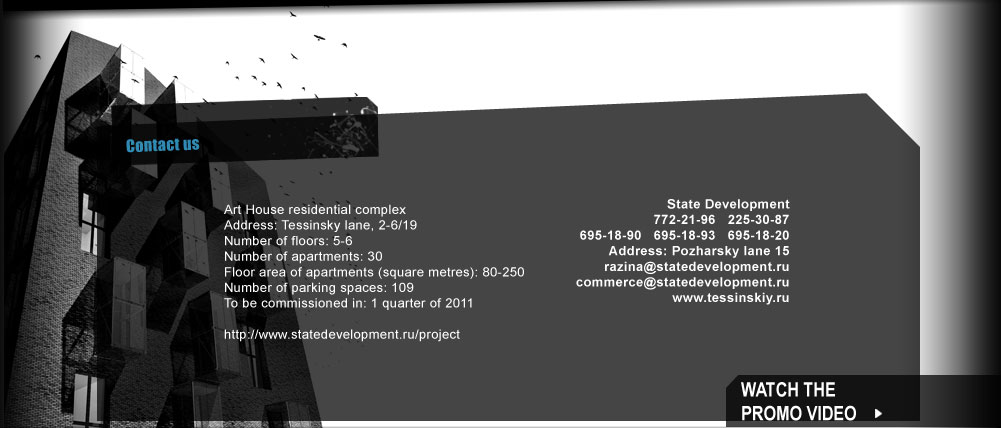 Contact us
Art House residential complex
Address: Tessinsky lane, 2-6/19
Number of floors: 5-6
Number of apartments: 30
Floor area of apartments (square metres): 80-250
Number of parking spaces: 109
To be commissioned in: 1 quarter of 2011
http://www.statedevelopment.ru/project
State Development
772-21-96 225-30-87
695-18-90 695-18-93 695-18-20
Address: Pozharsky lane 15
razina@statedevelopment.ru
commerce@statedevelopment.ru
www.tessinskiy.ru
WATCH THE
PROMO VIDEO